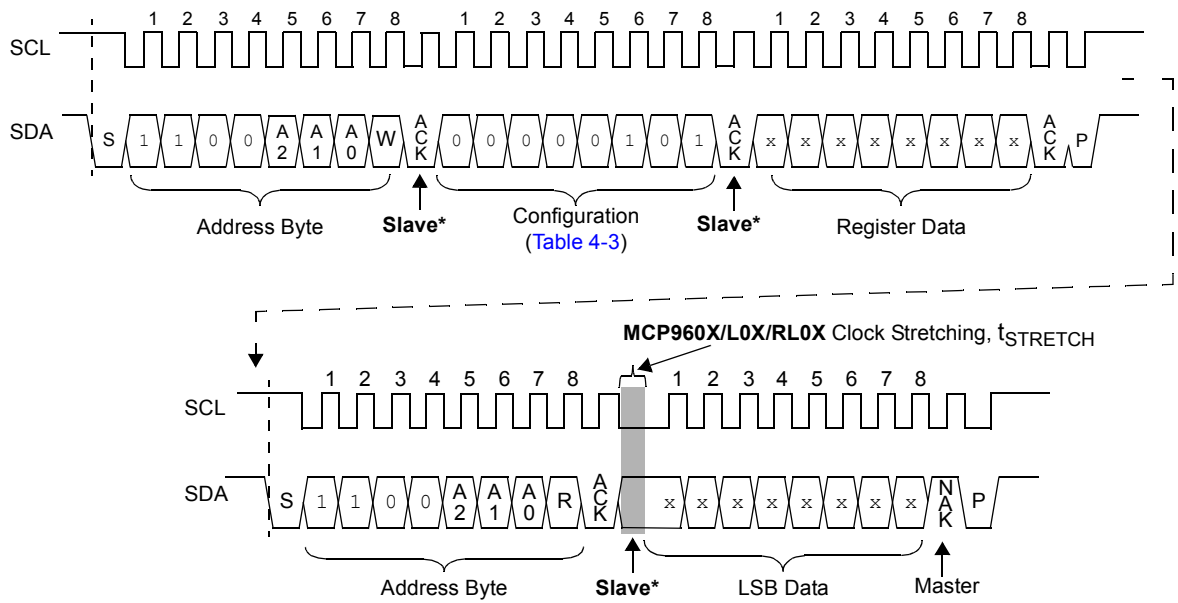 1 2 3 4 5 6 7 8 1 2 3 4 5 6 7 8 1 2 3 4 5 6 7 8
SCL
SDA S 1 1 0 0 A2 A1 A0 W ACK 0 0 0 0 0 1 0 1 ACK x x x x x x x x ACK P
Address Byte Slave* Configuration (Table 4-3) Slave* Register Data
MCP960X/L0X/RL0X Clock Stretching, tSTRETCH
1 2 3 4 5 6 7 8 1 2 3 4 5 6 7 8
SCL
SDA S 1 1 0 0 A2 A1 A0 R ACK x x x x x x x x NAK P
Address Byte Slave* LSB Data Master